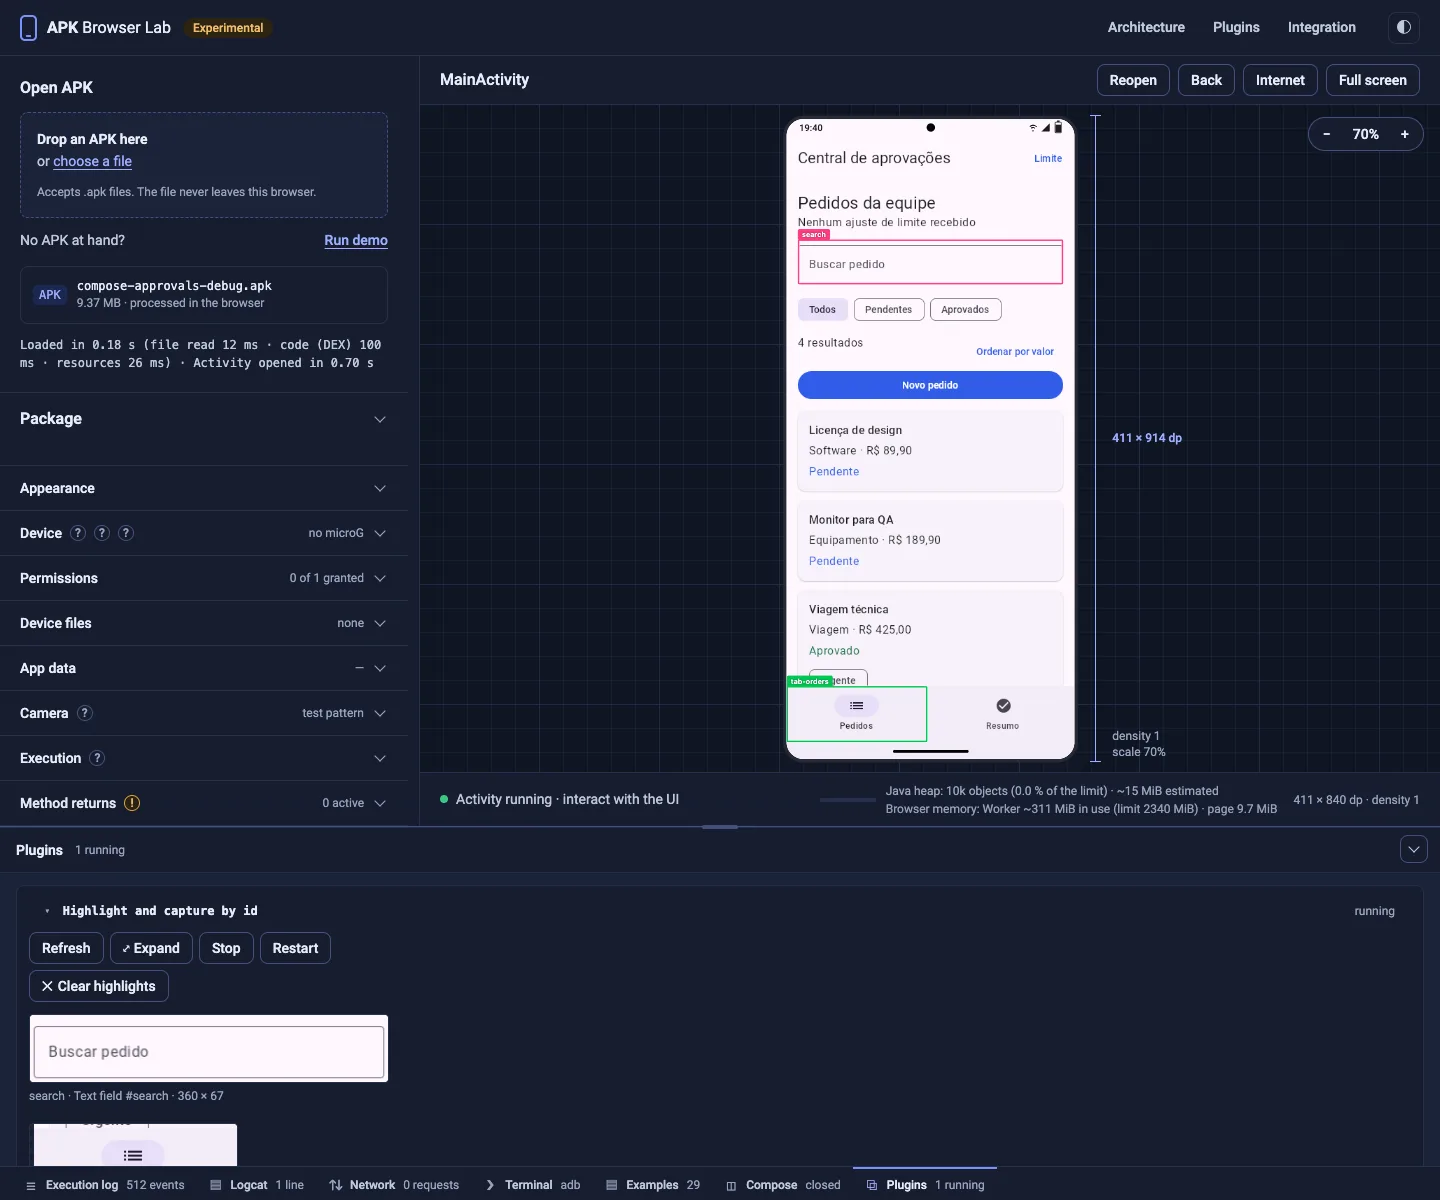 APK Browser Lab Experimental
Architecture Plugins Integration
Open APK
Drop an APK here
or choose a file
Accepts .apk files. The file never leaves this browser.
No APK at hand? Run demo
APK
compose-approvals-debug.apk
9.37 MB · processed in the browser
Loaded in 0.18 s (file read 12 ms · code (DEX) 100
ms · resources 26 ms) · Activity opened in 0.70 s
Package
Appearance
Device ? ? ? no microG
Permissions 0 of 1 granted
Device files none
App data –
Camera ? test pattern
Execution ?
Method returns ! 0 active
MainActivity
Reopen Back Internet Full screen
− 70% +
19:40
Central de aprovações Limite
Pedidos da equipe
Nenhum ajuste de limite recebido
search
Buscar pedido
Todos Pendentes Aprovados
4 resultados
Ordenar por valor
Novo pedido
Licença de design
Software · R$ 89,90
Pendente
Monitor para QA
Equipamento · R$ 189,90
Pendente
Viagem técnica
Viagem · R$ 425,00
Aprovado
tab-orders
Pedidos Resumo
411 × 914 dp
density 1
scale 70%
Activity running · interact with the UI
Java heap: 10k objects (0.0 % of the limit) · ~15 MiB estimated
Browser memory: Worker ~311 MiB in use (limit 2340 MiB) · page 9.7 MiB
411 × 840 dp · density 1
Plugins 1 running
Highlight and capture by id running
Refresh Expand Stop Restart
Clear highlights
Buscar pedido
search · Text field #search · 360 × 67
Execution log 512 events Logcat 1 line Network 0 requests Terminal adb Examples 29 Compose closed Plugins 1 running